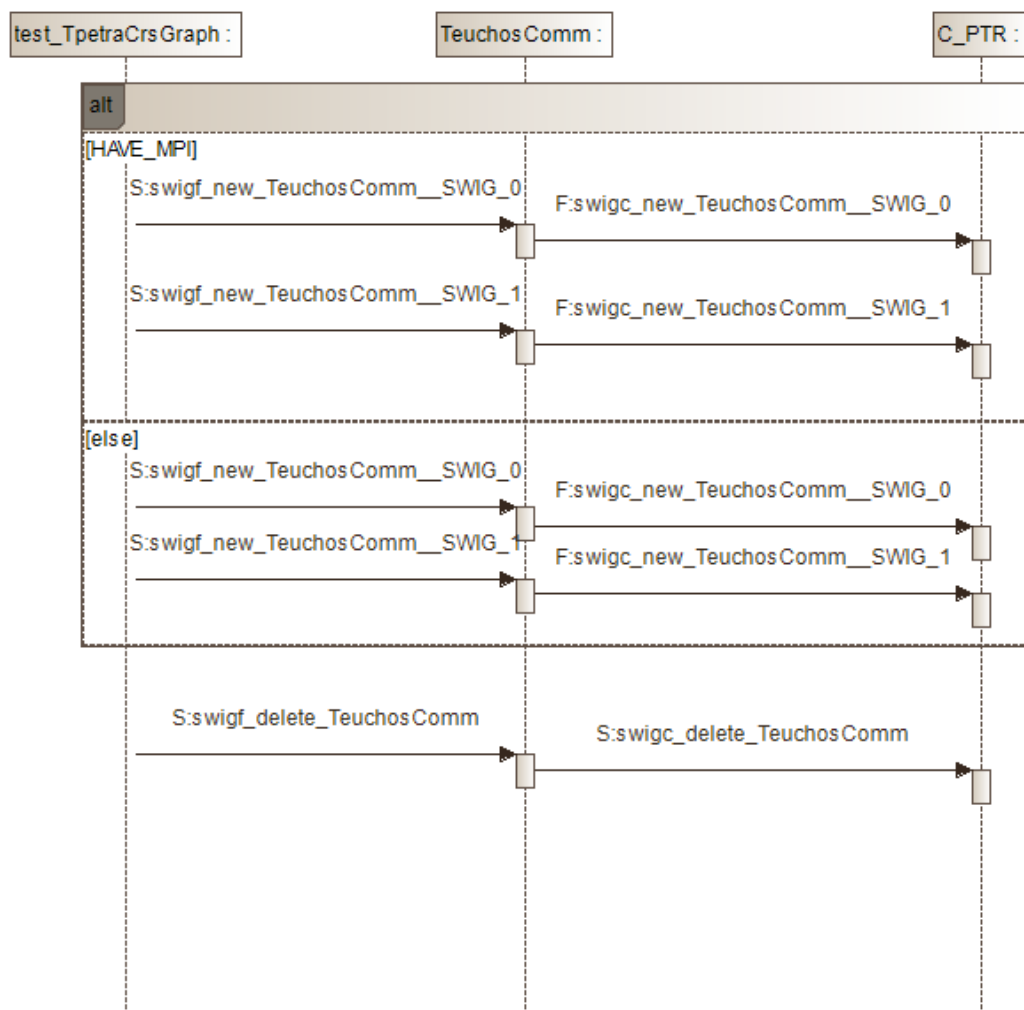 test_TpetraCrsGraph :
TeuchosComm :
C_PTR :
alt
[HAVE_MPI]
S:swigf_new_TeuchosComm__SWIG_0
F:swigc_new_TeuchosComm__SWIG_0
S:swigf_new_TeuchosComm__SWIG_1
F:swigc_new_TeuchosComm__SWIG_1
[else]
S:swigf_new_TeuchosComm__SWIG_0
F:swigc_new_TeuchosComm__SWIG_0
S:swigf_new_TeuchosComm__SWIG_1
F:swigc_new_TeuchosComm__SWIG_1
S:swigf_delete_TeuchosComm
S:swigc_delete_TeuchosComm